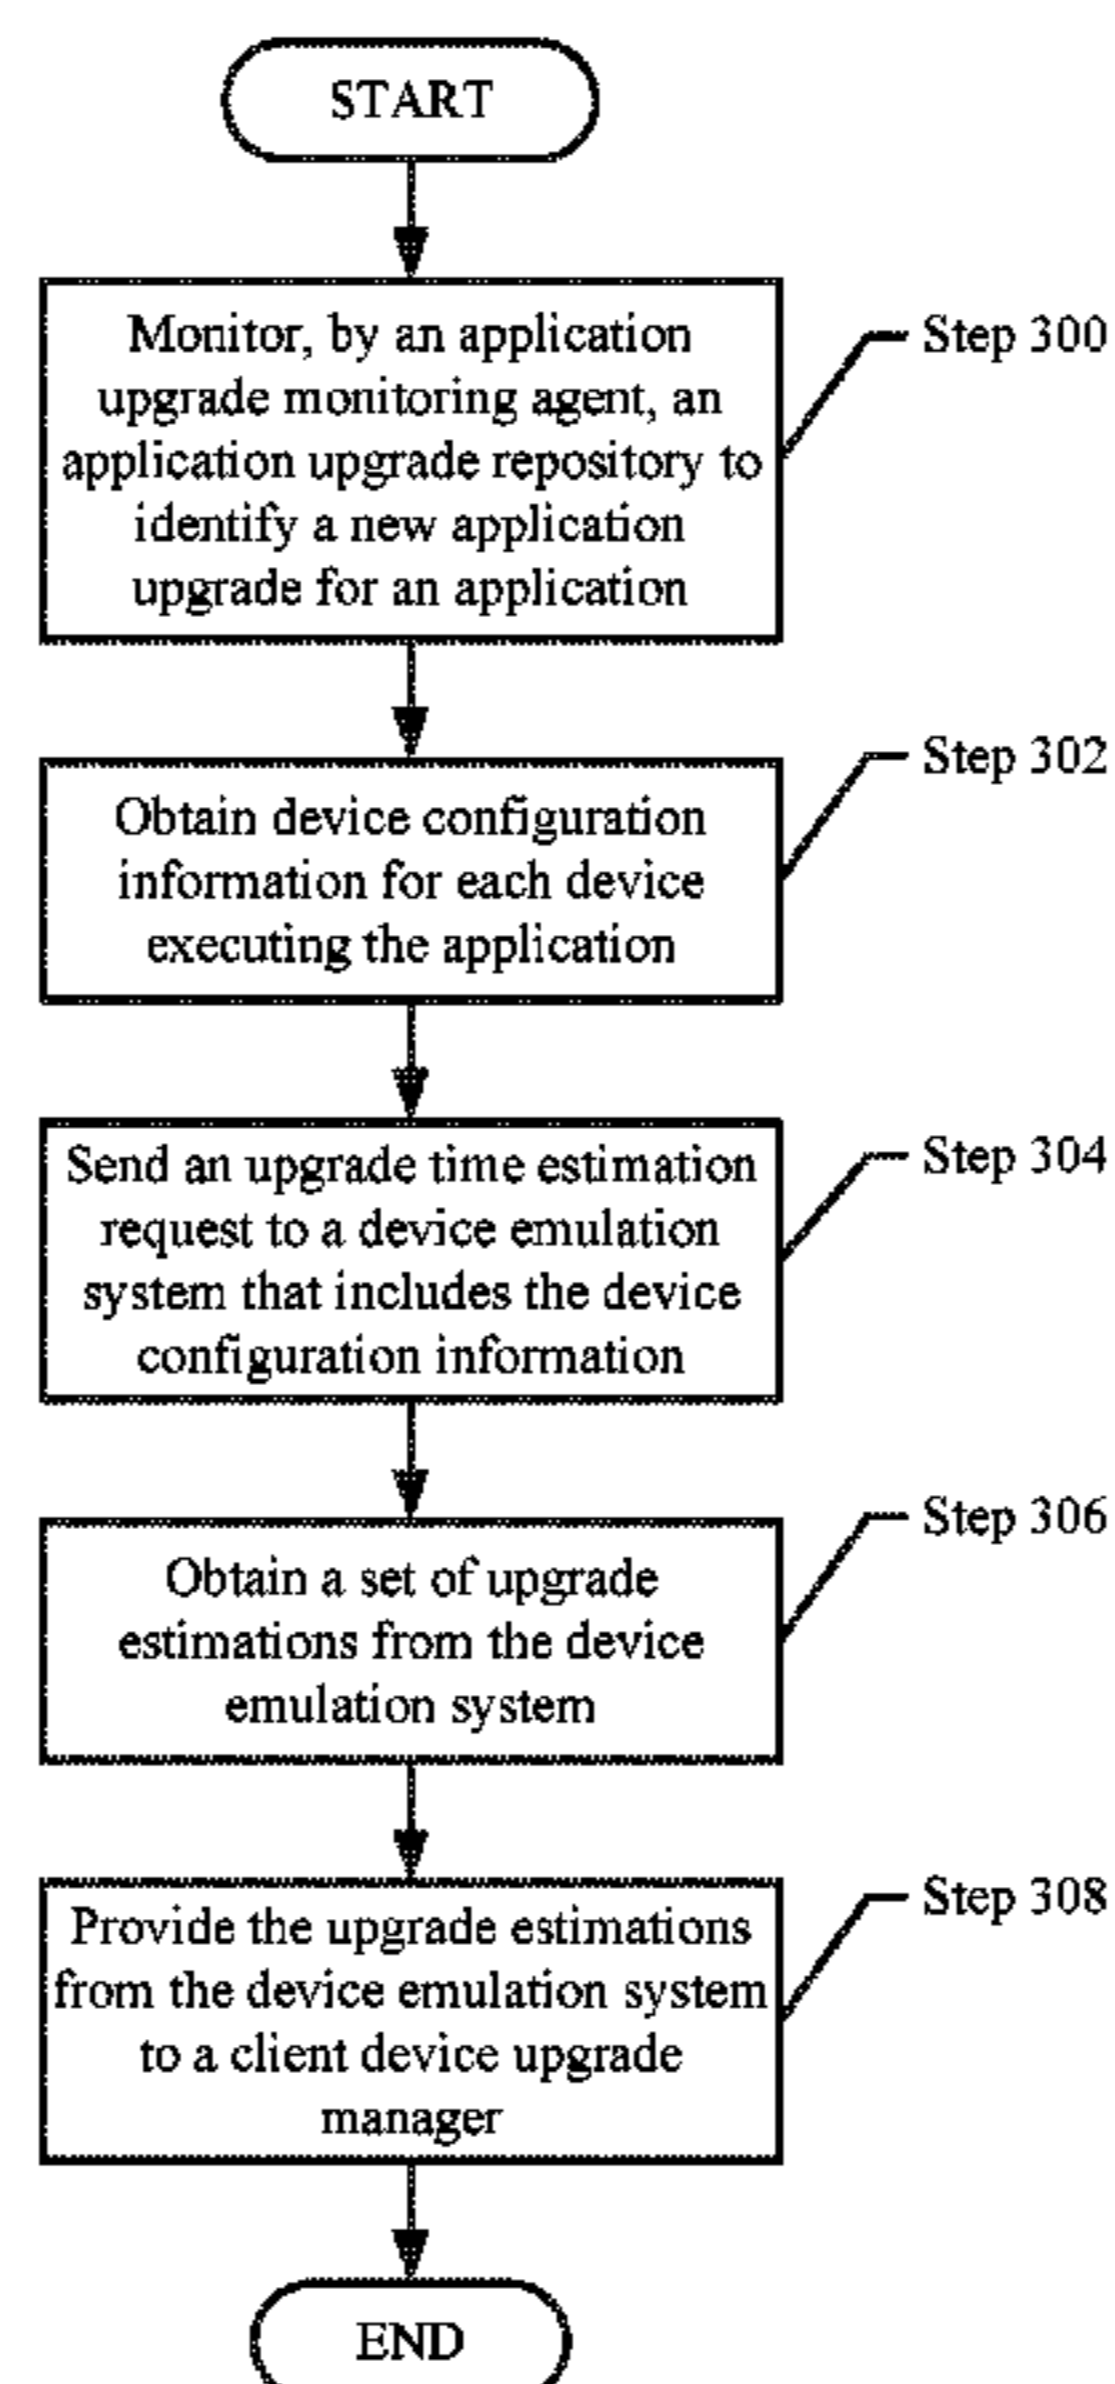 START
Monitor, by an application
upgrade monitoring agent, an
application upgrade repository to
identify a new application
upgrade for an application
Step 300
Obtain device configuration
information for each device
executing the application
Step 302
Send an upgrade time estimation
request to a device emulation
system that includes the device
configuration information
Step 304
Obtain a set of upgrade
estimations from the device
emulation system
Step 306
Provide the upgrade estimations
from the device emulation system
to a client device upgrade
manager
Step 308
END